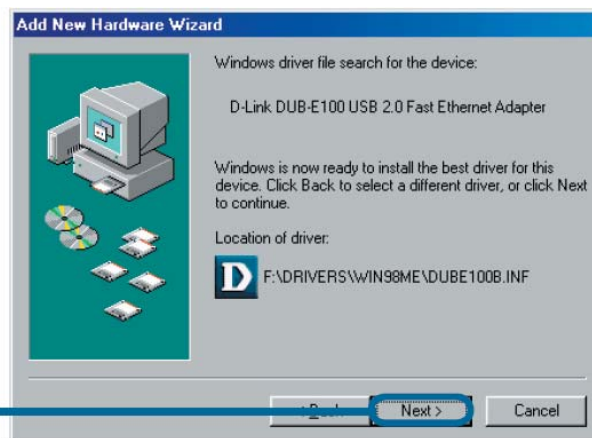 Add New Hardware Wizard
Windows driver file search for the device:
D-Link DUB-E100 USB 2.0 Fast Ethernet Adapter
Windows is now ready to install the best driver for this
device. Click Back to select a different driver, or click Next
to continue.
Location of driver:
D
F:\DRIVERS\WIN98ME\DUBE100B.INF
Next >
Cancel